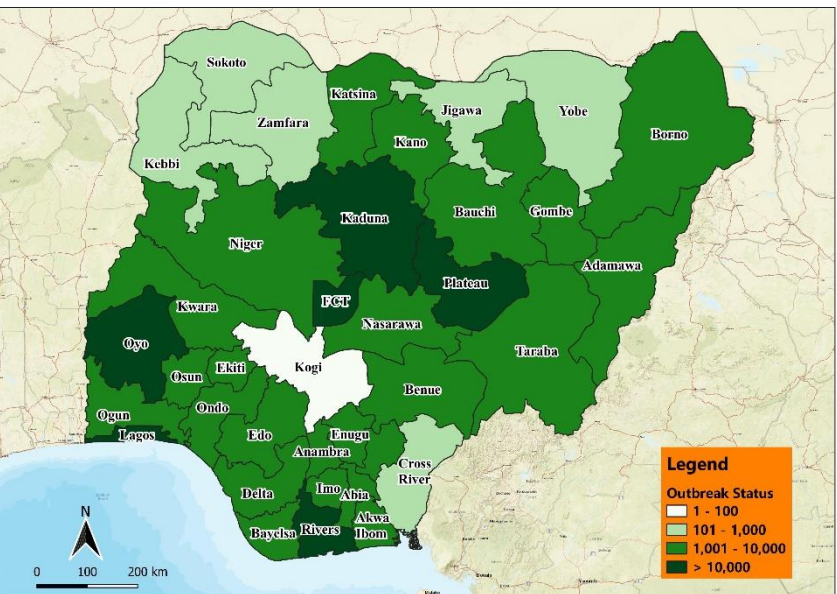 Sokoto
Katsina
Zamfara
Jigawa
Yobe
Kano
Borno
Kebbi
Kaduna
Bauchi
Gombe
Niger
Adamawa
Plateau
FCT
Kwara
Nasarawa
Oyo
Taraba
Kogi
Ekiti
Osun
Benue
Ogun
Ondo
Lagos
Edo
Enugu
Anambra
Cross
River
Delta
Imo
Abia
Akwa
Ibom
Rivers
Bayelsa
N
0 100 200 km
Legend
Outbreak Status
1 - 100
101 - 1,000
1,001 - 10,000
> 10,000